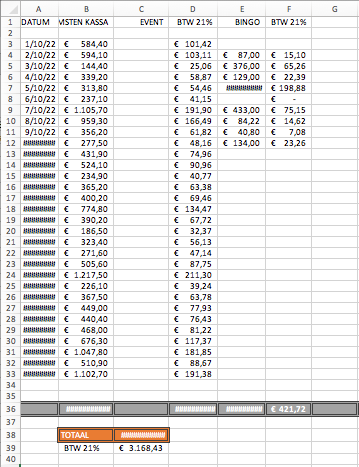 A B C D E F G
1 DATUM JSTEN KASSA EVENT BTW 21% BINGO BTW 21%
2
3 1/10/22 € 584,40 € 101,42
4 2/10/22 € 594,10 € 103,11 € 87,00 € 15,10
5 3/10/22 € 144,40 € 25,06 € 376,00 € 65,26
6 4/10/22 € 339,20 € 58,87 € 129,00 € 22,39
7 5/10/22 € 313,80 € 54,46 ######## € 198,88
8 6/10/22 € 237,10 € 41,15
9 7/10/22 € 1.105,70 € 191,90 € 433,00 € 75,15
10 8/10/22 € 959,30 € 166,49 € 84,22 € 14,62
11 9/10/22 € 356,20 € 61,82 € 40,80 € 7,08
12 ######## € 277,50 € 48,16 € 134,00 € 23,26
13 ######## € 431,90 € 74,96
14 ######## € 524,10 € 90,96
15 ######## € 234,90 € 40,77
16 ######## € 365,20 € 63,38
17 ######## € 400,20 € 69,46
18 ######## € 774,80 € 134,47
19 ######## € 390,20 € 67,72
20 ######## € 186,50 € 32,37
21 ######## € 323,40 € 56,13
22 ######## € 271,60 € 47,14
23 ######## € 505,60 € 87,75
24 ######## € 1.217,50 € 211,30
25 ######## € 226,10 € 39,24
26 ######## € 367,50 € 63,78
27 ######## € 449,00 € 77,93
28 ######## € 440,40 € 76,43
29 ######## € 468,00 € 81,22
30 ######## € 676,30 € 117,37
31 ######## € 1.047,80 € 181,85
32 ######## € 510,90 € 88,67
33 ######## € 1.102,70 € 191,38
34
35
36 ########## ########## ######## € 421,72
37
38 TOTAAL ##########
39 BTW 21% € 3.168,43
40